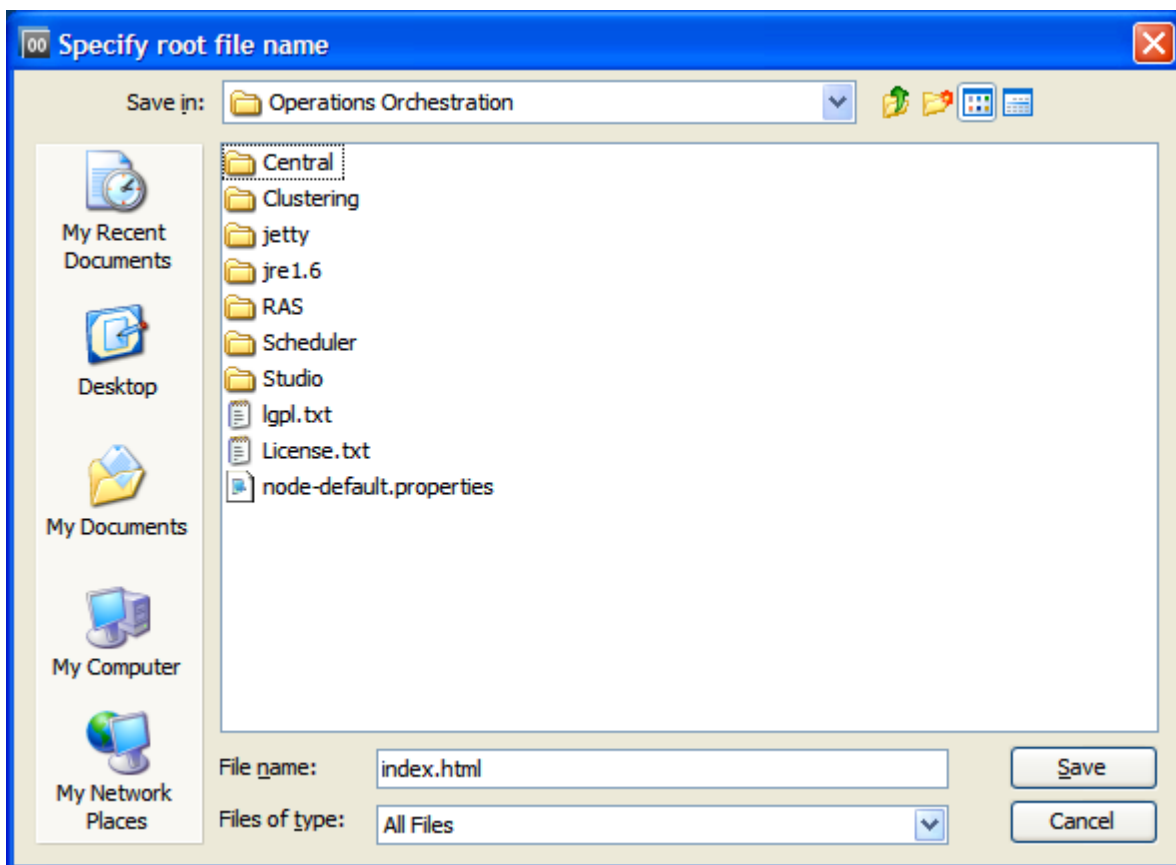 00 Specify root file name
Save in: Operations Orchestration
My Recent
Documents
Desktop
My Documents
My Computer
My Network
Places
Central
Clustering
jetty
jre1.6
RAS
Scheduler
Studio
lgpl.txt
License.txt
node-default.properties
File name: index.html Save
Files of type: All Files Cancel